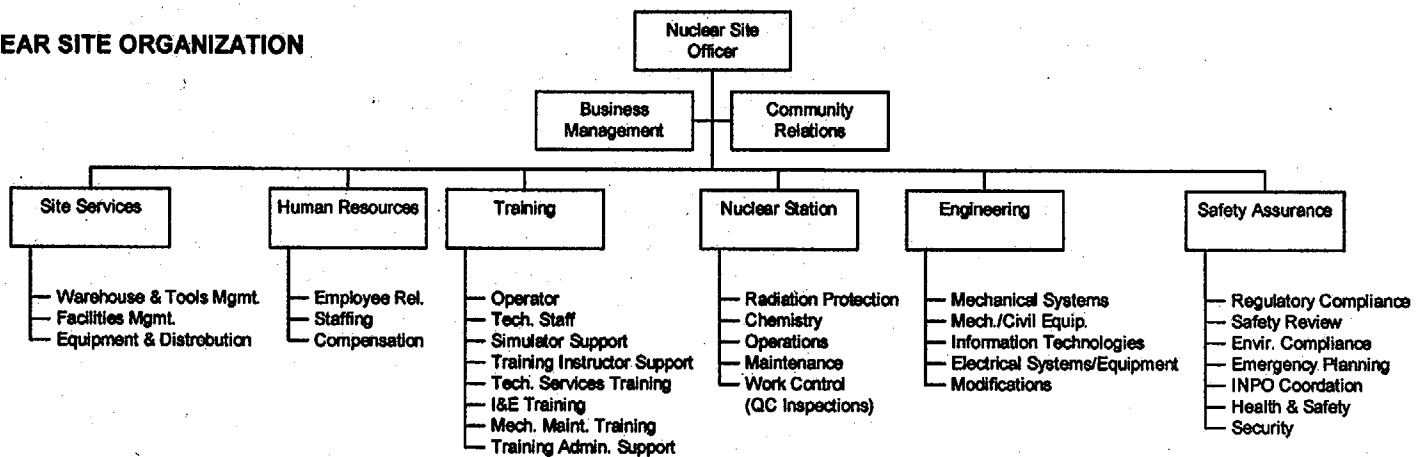 EAR SITE ORGANIZATION
Nuclear Site
Officer
Business
Management
Community
Relations
Site Services
Warehouse & Tools Mgmt.
Facilities Mgmt.
Equipment & Distrobution
Human Resources
Employee Rel.
Staffing
Compensation
Training
Operator
Tech. Staff
Simulator Support
Training Instructor Support
Tech. Services Training
I&E Training
Mech. Maint. Training
Training Admin. Support
Nuclear Station
Radiation Protection
Chemistry
Operations
Maintenance
Work Control
(QC Inspections)
Engineering
Mechanical Systems
Mech./Civil Equip.
Information Technologies
Electrical Systems/Equipment
Modifications
Safety Assurance
Regulatory Compliance
Safety Review
Envir. Compliance
Emergency Planning
INPO Coordation
Health & Safety
Security